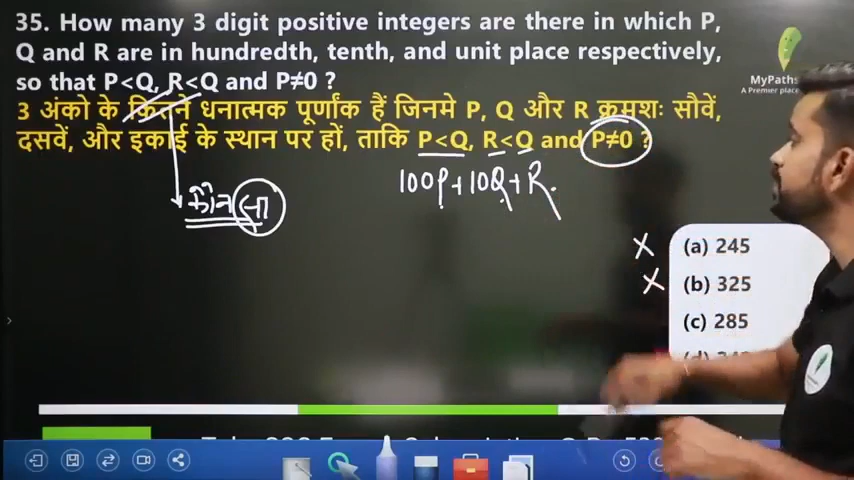 35. How many 3 digit positive integers are there in which P,
Q and R are in hundredth, tenth, and unit place respectively,
so that P<Q, R<Q and P≠0 ?
3 अंको के कितने धनात्मक पूर्णांक हैं जिनमे P, Q और R क्रमशः सौवें,
दसवें, और इकाई के स्थान पर हों, ताकि P<Q, R<Q and P≠0 ?
100P+10Q+R.
कौन सा
MyPaths
A Premier place
X (a) 245
X (b) 325
(c) 285